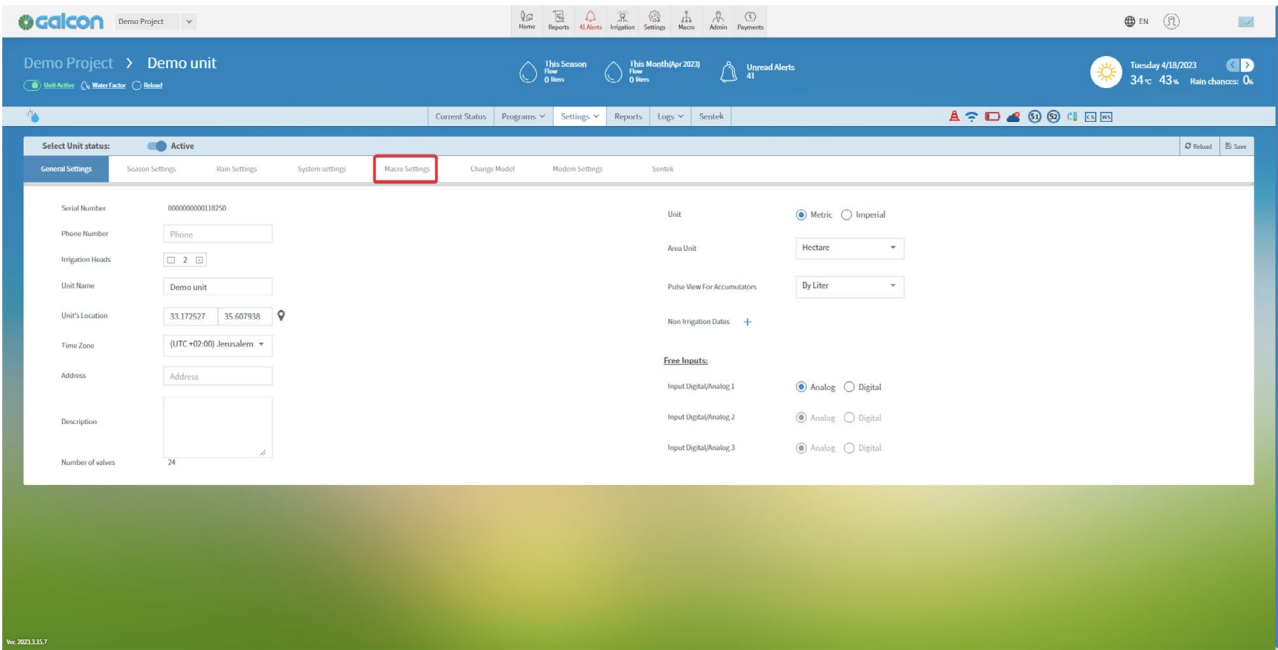 GALCON
Demo Project
Home Reports 41 Alerts Irrigation Settings Macro Admin Payments
EN
Demo Project > Demo unit
Unit Active Water Factor Reload
This Season
Flow
0 liters
This Month(Apr 2023)
Flow
0 liters
Unread Alerts
41
Tuesday 4/18/2023
34°C 43% Rain chances: 0%
Current Status Programs Settings Reports Logs Sentek
S1 S2 CS WS
Select Unit status: Active
Reload Save
General Settings Season Settings Rain Settings System settings Macro Settings Change Model Modem Settings Sentek
Serial Number 0000000000118250
Phone Number Phone
Irrigation Heads - 2 +
Unit Name Demo unit
Unit's Location 33.172527 35.607938
Time Zone (UTC +02:00) Jerusalem
Address Address
Description
Number of valves 24
Unit Metric Imperial
Area Unit Hectare
Pulse View For Accumulators By Liter
Non Irrigation Dates +
Free Inputs:
Input Digital/Analog 1 Analog Digital
Input Digital/Analog 2 Analog Digital
Input Digital/Analog 3 Analog Digital
Ver. 2023.3.15.7